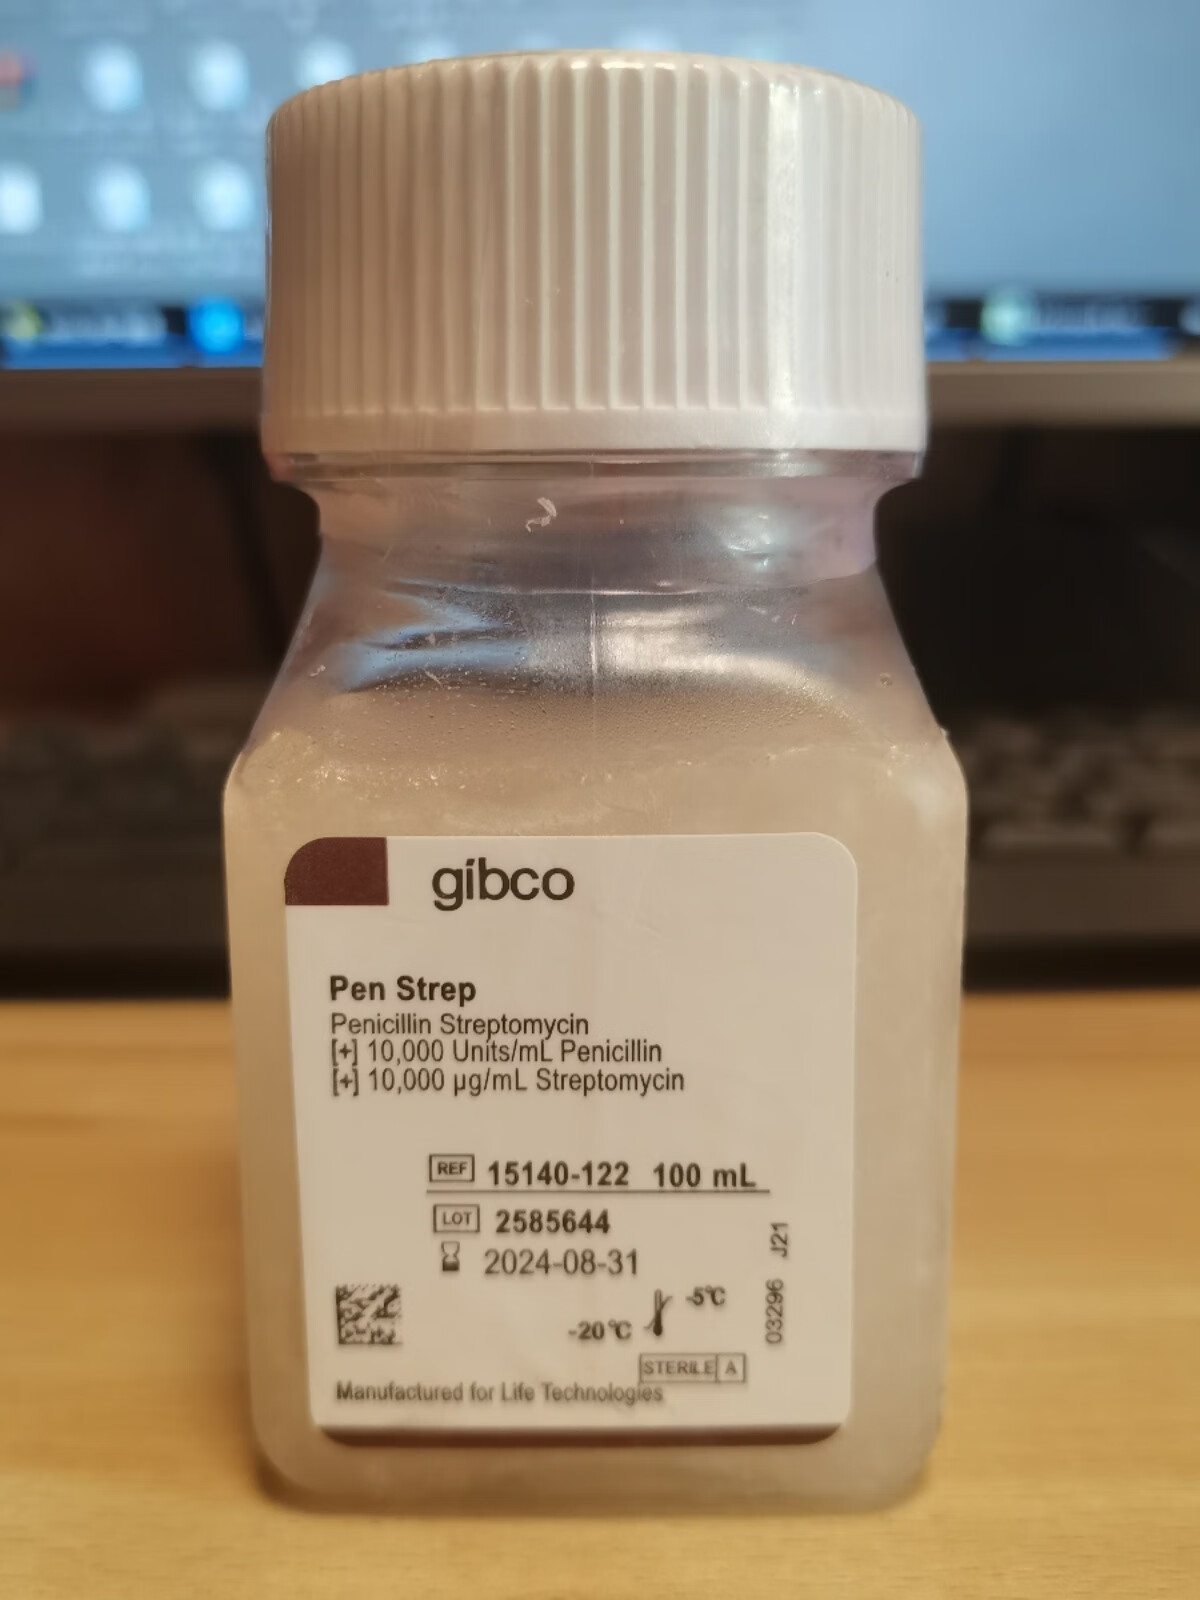 gibco
Pen Strep
Penicillin Streptomycin
[+] 10,000 Units/mL Penicillin
[+] 10,000 µg/mL Streptomycin
REF 15140-122 100 mL
LOT 2585644
2024-08-31
-5°C
-20°C
STERILE A
Manufactured for Life Technologies
03296 J21